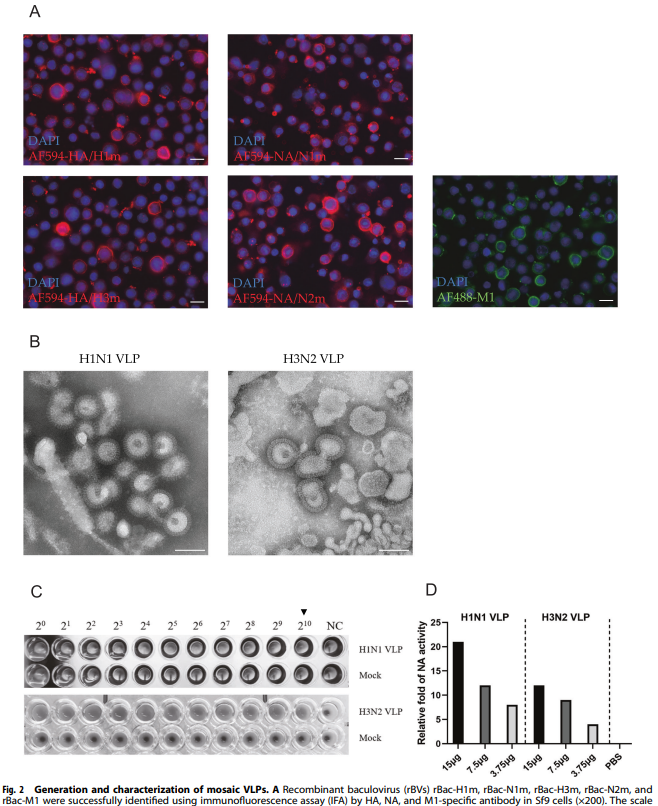 A
DAPI
AF594-HA/H1m
DAPI
AF594-NA/N1m
DAPI
AF594-HA/H3m
DAPI
AF594-NA/N2m
DAPI
AF488-M1
B
H1N1 VLP
H3N2 VLP
C
2⁰ 2¹ 2² 2³ 2⁴ 2⁵ 2⁶ 2⁷ 2⁸ 2⁹ 2¹⁰ NC
H1N1 VLP
Mock
H3N2 VLP
Mock
D
H1N1 VLP H3N2 VLP
Relative fold of NA activity
25
20
15
10
5
0
15μg 7.5μg 3.75μg 15μg 7.5μg 3.75μg PBS
Fig. 2 Generation and characterization of mosaic VLPs. A Recombinant baculovirus (rBVs) rBac-H1m, rBac-N1m, rBac-H3m, rBac-N2m, and
rBac-M1 were successfully identified using immunofluorescence assay (IFA) by HA, NA, and M1-specific antibody in Sf9 cells (×200). The scale